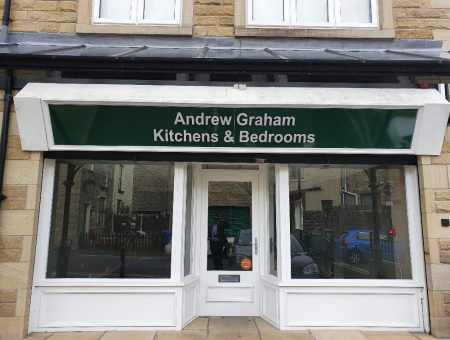 Andrew Graham
Kitchens & Bedrooms